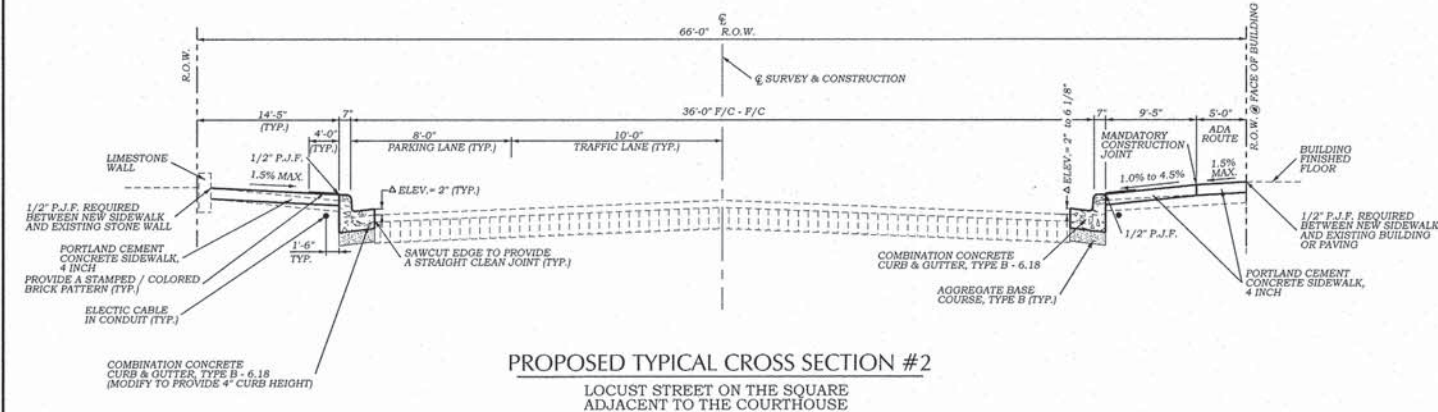 ℄
66'-0" R.O.W.
R.O.W.
R.O.W. @ FACE OF BUILDING
℄ SURVEY & CONSTRUCTION
14'-5"
(TYP.)
7"
36'-0" F/C - F/C
Δ ELEV.= 2" to 6 1/8"
7"
9'-5"
5'-0"
4'-0"
(TYP.)
8'-0"
PARKING LANE (TYP.)
10'-0"
TRAFFIC LANE (TYP.)
MANDATORY
CONSTRUCTION
JOINT
ADA
ROUTE
LIMESTONE
WALL
1/2" P.J.F.
1.5% MAX.
Δ ELEV.= 2" (TYP.)
1.0% to 4.5%
1.5%
MAX.
BUILDING
FINISHED
FLOOR
1/2" P.J.F. REQUIRED
BETWEEN NEW SIDEWALK
AND EXISTING STONE WALL
1/2" P.J.F.
1/2" P.J.F. REQUIRED
BETWEEN NEW SIDEWALK
AND EXISTING BUILDING
OR PAVING
PORTLAND CEMENT
CONCRETE SIDEWALK,
4 INCH
1'-6"
TYP.
SAWCUT EDGE TO PROVIDE
A STRAIGHT CLEAN JOINT (TYP.)
COMBINATION CONCRETE
CURB & GUTTER, TYPE B - 6.18
PROVIDE A STAMPED / COLORED
BRICK PATTERN (TYP.)
AGGREGATE BASE
COURSE, TYPE B (TYP.)
PORTLAND CEMENT
CONCRETE SIDEWALK,
4 INCH
ELECTIC CABLE
IN CONDUIT (TYP.)
COMBINATION CONCRETE
CURB & GUTTER, TYPE B - 6.18
(MODIFY TO PROVIDE 4" CURB HEIGHT)
PROPOSED TYPICAL CROSS SECTION #2
LOCUST STREET ON THE SQUARE
ADJACENT TO THE COURTHOUSE